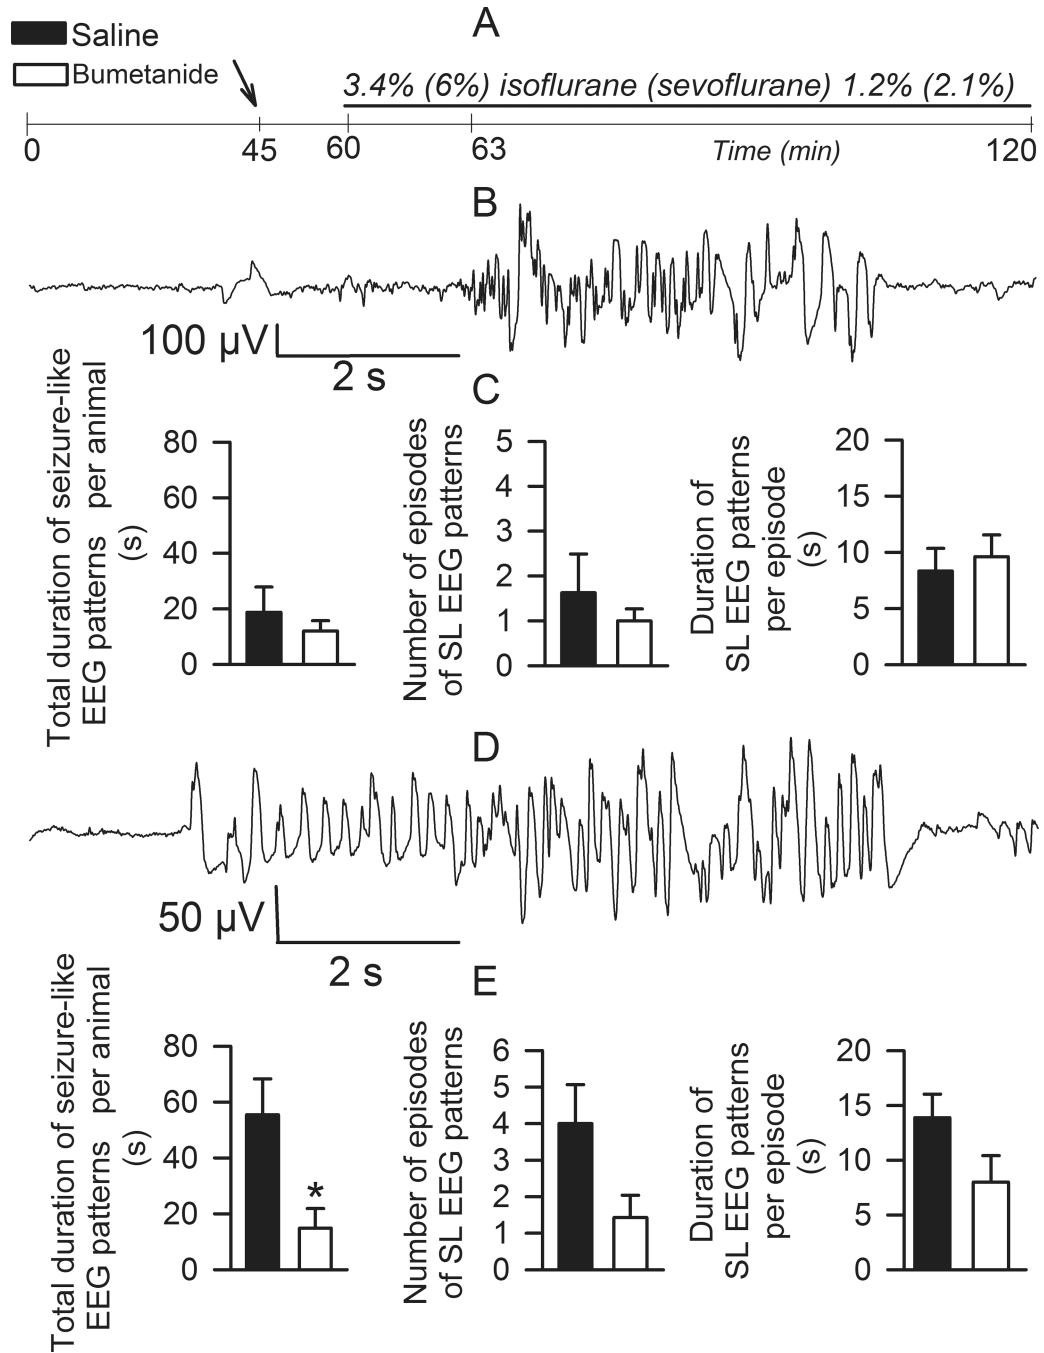 A
Saline
Bumetanide
3.4% (6%) isoflurane (sevoflurane) 1.2% (2.1%)
0
45
60
63
Time (min)
120
B
100 µV
2 s
C
Total duration of seizure-like
EEG patterns per animal
(s)
80
60
40
20
0
Number of episodes
of SL EEG patterns
5
4
3
2
1
0
Duration of
SL EEG patterns
per episode
(s)
20
15
10
5
0
D
50 µV
2 s
E
Total duration of seizure-like
EEG patterns per animal
(s)
80
60
40
20
0
*
Number of episodes
of SL EEG patterns
6
5
4
3
2
1
0
Duration of
SL EEG patterns
per episode
(s)
20
15
10
5
0